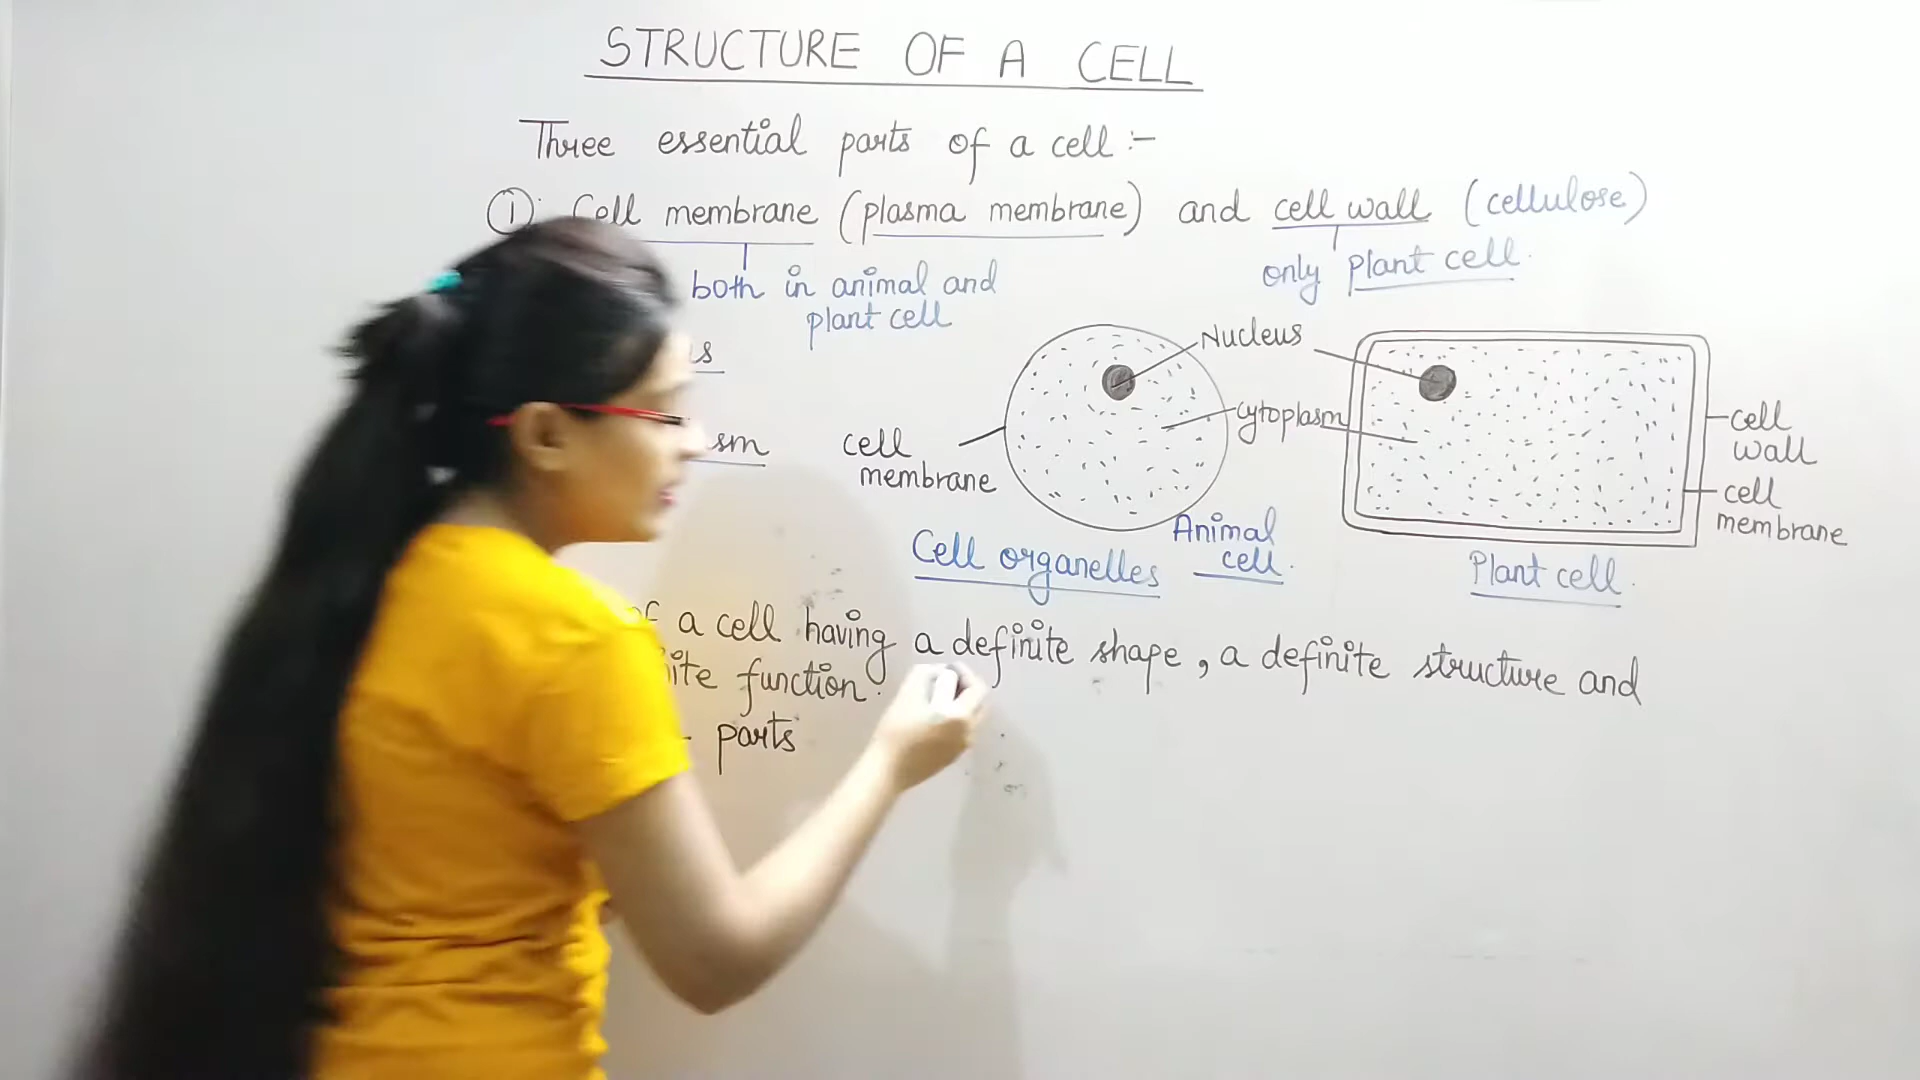 STRUCTURE OF A CELL
Three essential parts of a cell :-
① Cell membrane (plasma membrane) and cell wall (cellulose)
both in animal and
plant cell
only plant cell.
Nucleus
cytoplasm
cell
membrane
Animal
cell.
cell
wall
cell
membrane
Plant cell.
Cell organelles
a cell having a definite shape, a definite structure and
function.
parts